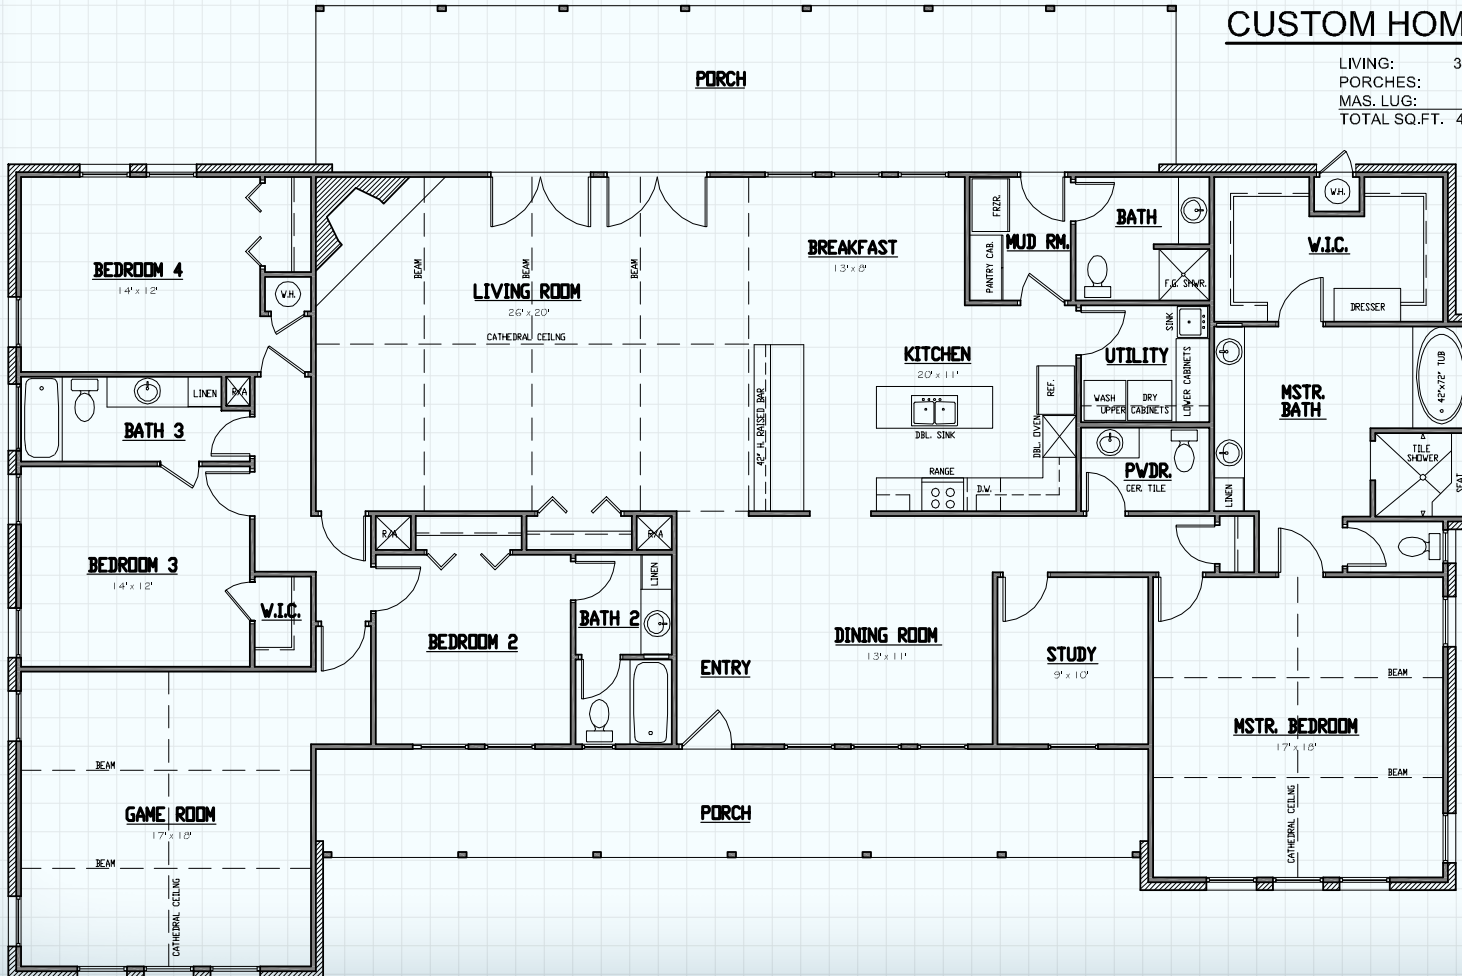 CUSTOM HOM
LIVING: 3
PORCHES:
MAS. LUG:
TOTAL SQ.FT. 4
PORCH
W.H.
FRZR.
BATH
MUD RM.
PANTRY CAB.
F.G. SHWR.
W.I.C.
DRESSER
BREAKFAST
13' x 8'
BEDROOM 4
14' x 12'
W.H.
BEAM
BEAM
BEAM
LIVING ROOM
26' x 20'
CATHEDRAL CEILNG
KITCHEN
20' x 11'
SINK
UTILITY
LOWER CABINETS
WASH
DRY
UPPER CABINETS
REF.
DBL. OVEN
DBL. SINK
RANGE
D.W.
42" H. RAISED BAR
MSTR.
BATH
42"x72" TUB
TILE
SHOWER
SEAT
LINEN
PWDR.
CER. TILE
LINEN
R/A
BATH 3
R/A
R/A
BEDROOM 3
14' x 12'
W.I.C.
BEDROOM 2
LINEN
BATH 2
ENTRY
DINING ROOM
13' x 11'
STUDY
9' x 10'
BEAM
MSTR. BEDROOM
17' x 18'
BEAM
CATHEDRAL CEILNG
BEAM
GAME ROOM
17' x 18'
BEAM
CATHEDRAL CEILNG
PORCH